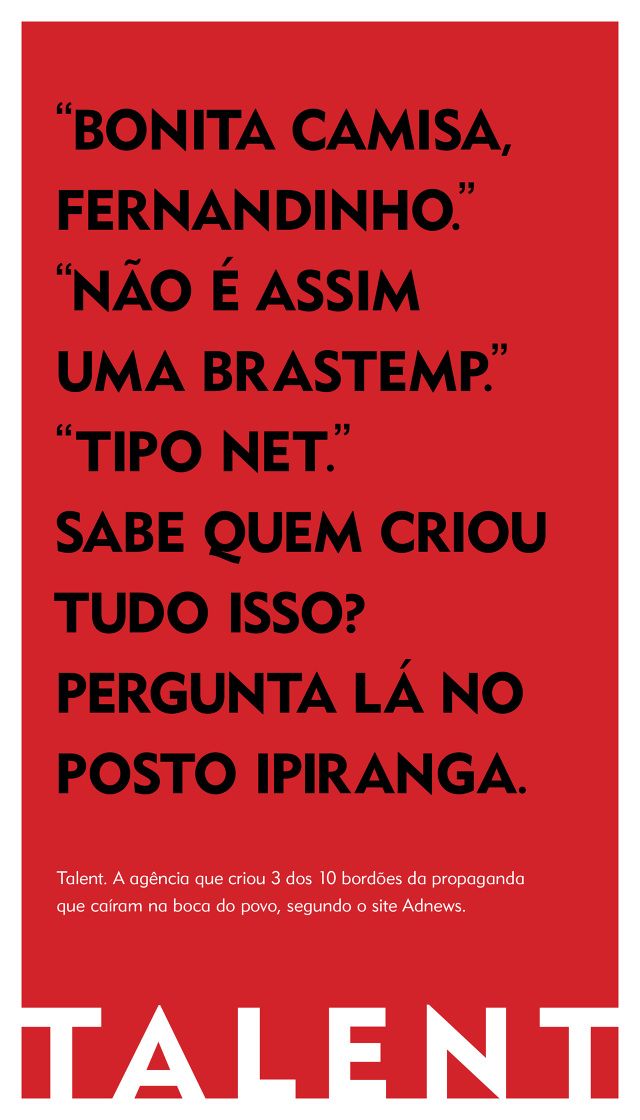 “BONITA CAMISA,
FERNANDINHO.”
“NÃO É ASSIM
UMA BRASTEMP.”
“TIPO NET.”
SABE QUEM CRIOU
TUDO ISSO?
PERGUNTA LÁ NO
POSTO IPIRANGA.
Talent. A agência que criou 3 dos 10 bordões da propaganda
que caíram na boca do povo, segundo o site Adnews.
TALENT